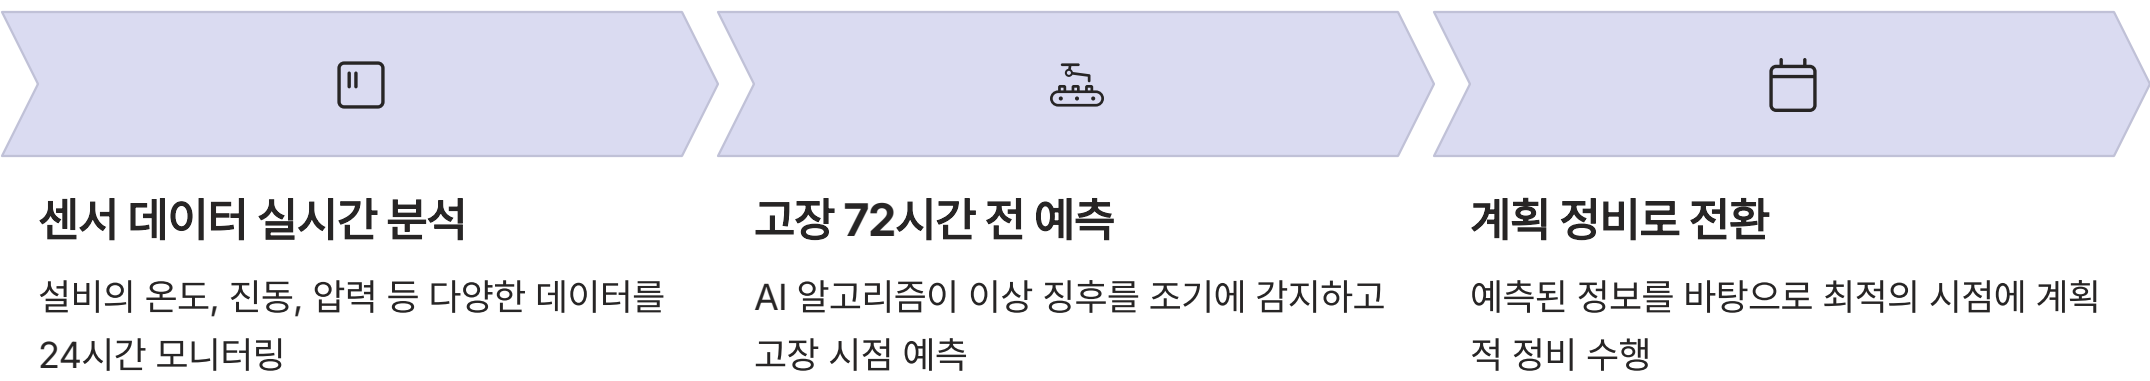 센서 데이터 실시간 분석
설비의 온도, 진동, 압력 등 다양한 데이터를
24시간 모니터링
고장 72시간 전 예측
AI 알고리즘이 이상 징후를 조기에 감지하고
고장 시점 예측
계획 정비로 전환
예측된 정보를 바탕으로 최적의 시점에 계획
적 정비 수행